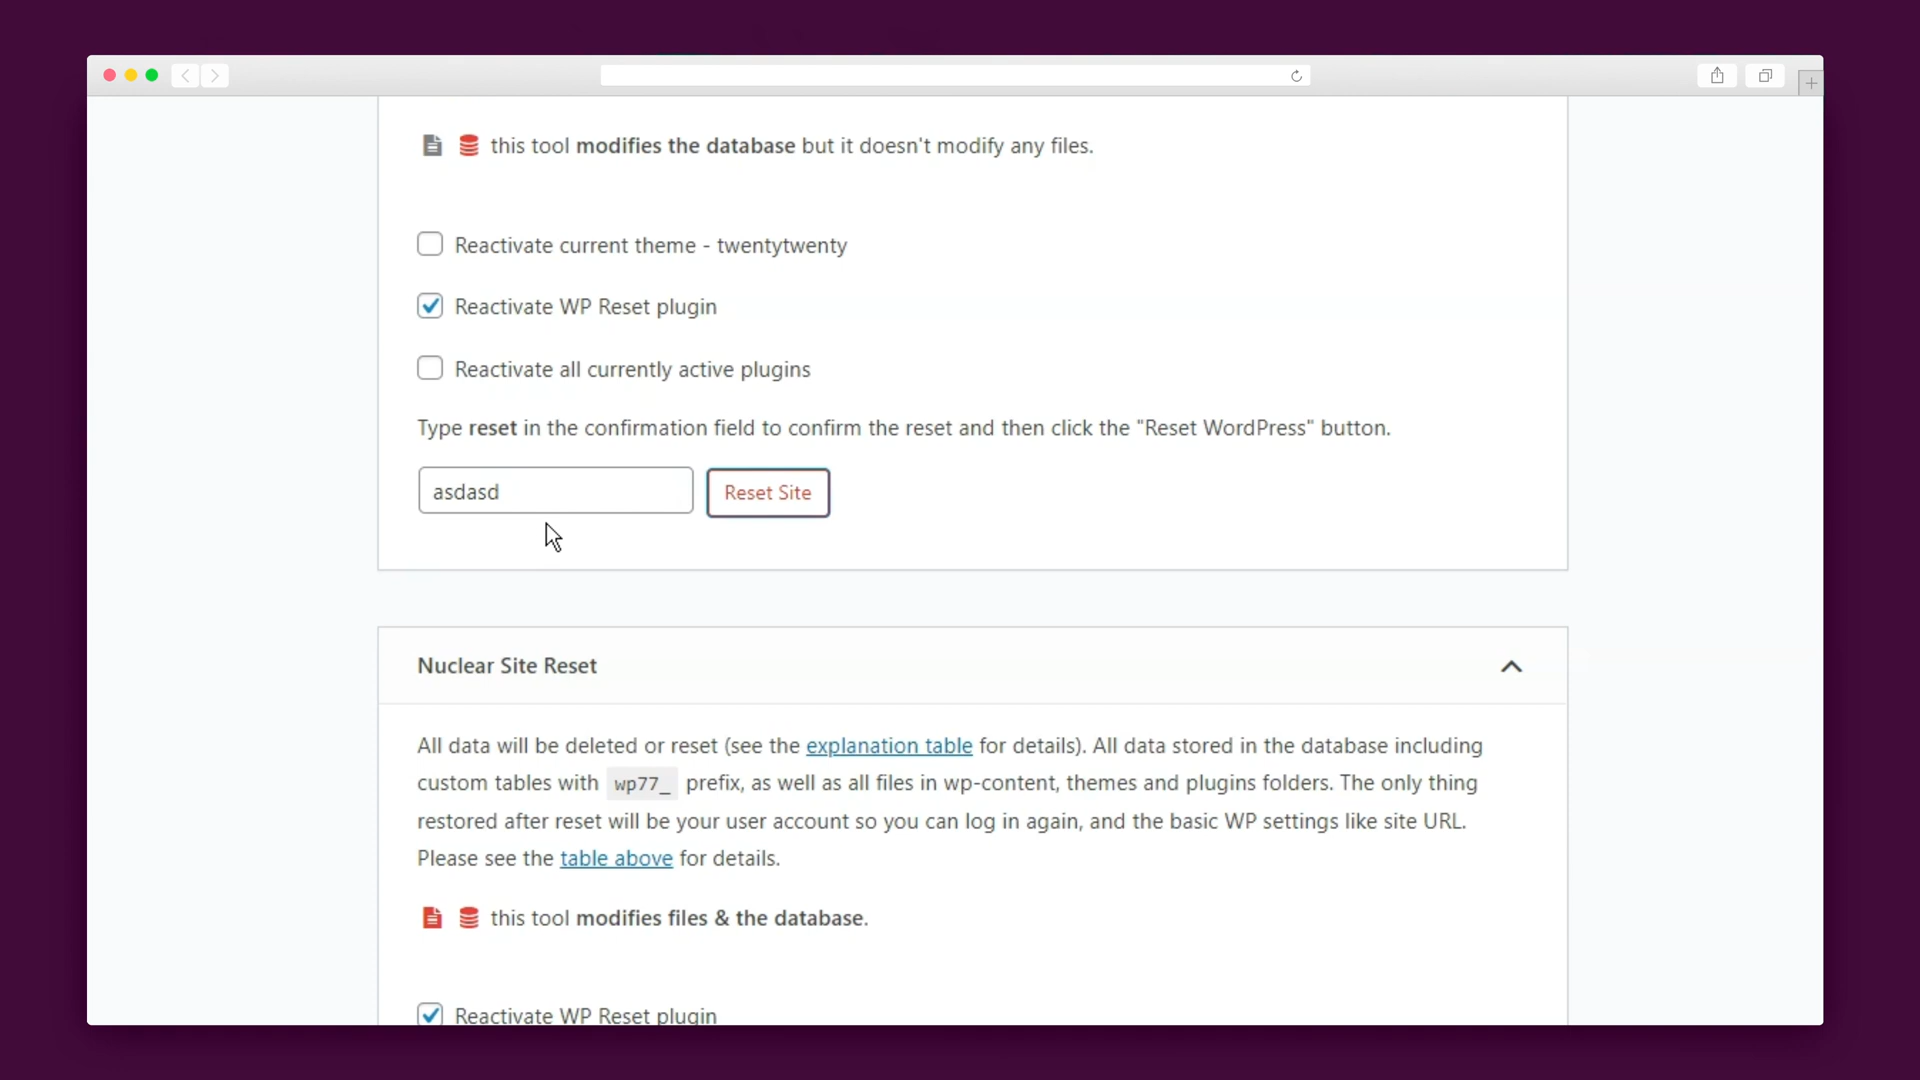 this tool modifies the database but it doesn't modify any files.
Reactivate current theme - twentytwenty
Reactivate WP Reset plugin
Reactivate all currently active plugins
Type reset in the confirmation field to confirm the reset and then click the "Reset WordPress" button.
asdasd
Reset Site
Nuclear Site Reset
All data will be deleted or reset (see the explanation table for details). All data stored in the database including
custom tables with wp77_ prefix, as well as all files in wp-content, themes and plugins folders. The only thing
restored after reset will be your user account so you can log in again, and the basic WP settings like site URL.
Please see the table above for details.
this tool modifies files & the database.
Reactivate WP Reset plugin